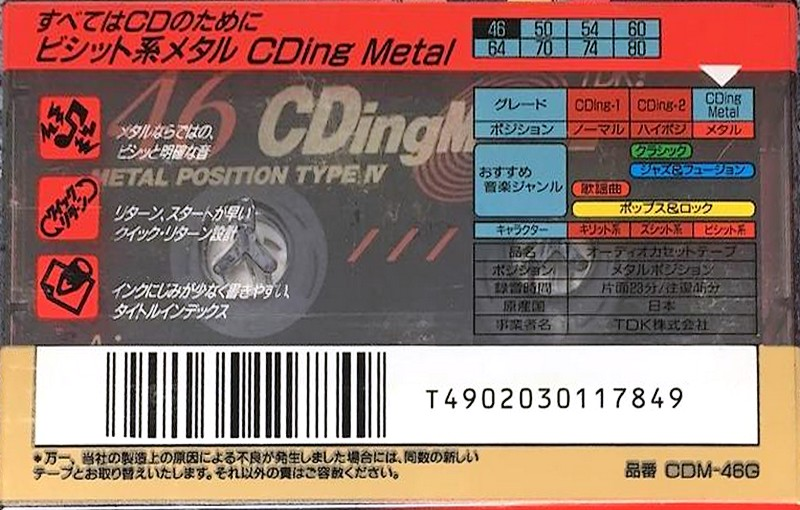 すべてはCDのために
ビシット系メタル CDing Metal
46 50 54 60
64 70 74 80
46
TDK
CDingM
METAL POSITION TYPE IV
メタルならではの、
ビシッと明確な音
クイックリターン
リターン、スタートが早い
クイック・リターン設計
インクにじみが少なく書きやすい、
タイトルインデックス
グレード CDing-1 CDing-2 CDing Metal
ポジション ノーマル ハイポジ メタル
おすすめ
音楽ジャンル
クラシック
ジャズ&フュージョン
歌謡曲
ポップス&ロック
キャラクター キリット系 ズシット系 ビシット系
品名 オーディオカセットテープ
ポジション メタルポジション
録音時間 片面23分/往復46分
原産国 日本
事業者名 TDK株式会社
T4902030117849
*万一、当社の製造上の原因による不良が発生しました場合には、同数の新しい
テープとお取り替えいたします。それ以外の責はご容赦ください。
品番 CDM-46G